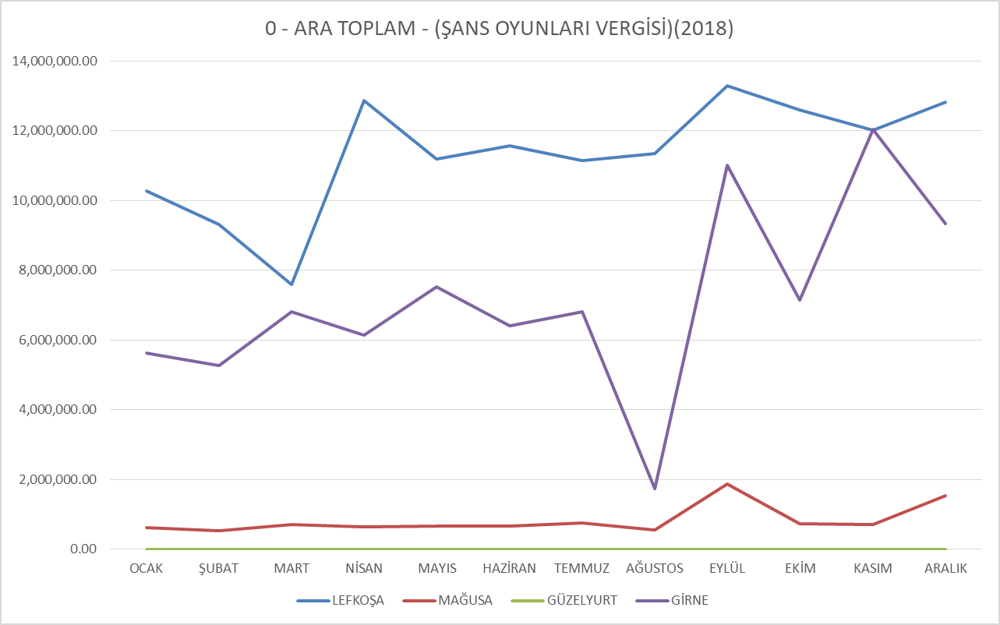 0 - ARA TOPLAM - (ŞANS OYUNLARI VERGİSİ)(2018)
14,000,000.00
12,000,000.00
10,000,000.00
8,000,000.00
6,000,000.00
4,000,000.00
2,000,000.00
0.00
OCAK ŞUBAT MART NİSAN MAYIS HAZİRAN TEMMUZ AĞUSTOS EYLÜL EKİM KASIM ARALIK
LEFKOŞA MAĞUSA GÜZELYURT GİRNE